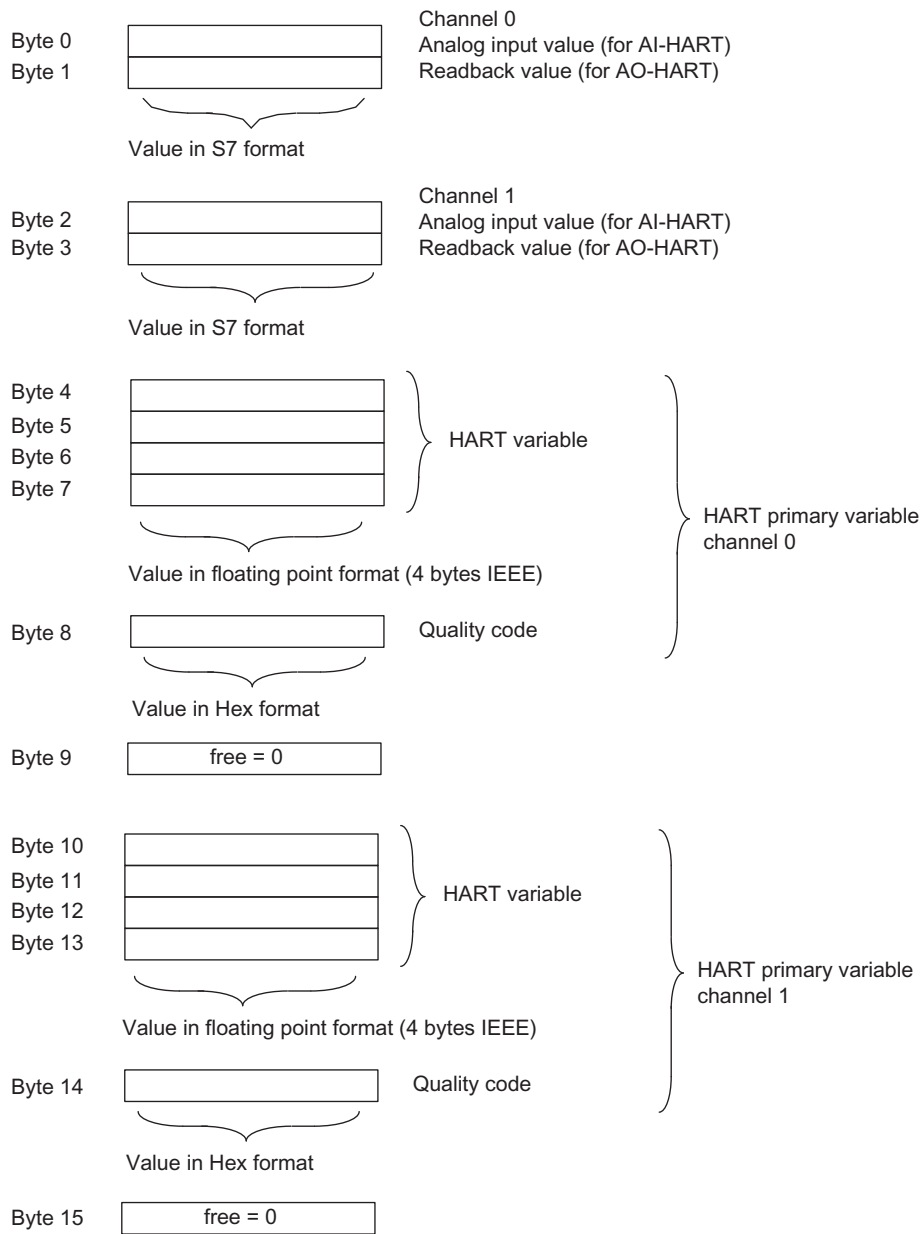 Channel 0
Byte 0
Analog input value (for AI-HART)
Byte 1
Readback value (for AO-HART)
Value in S7 format
Channel 1
Byte 2
Analog input value (for AI-HART)
Byte 3
Readback value (for AO-HART)
Value in S7 format
Byte 4
Byte 5
HART variable
Byte 6
Byte 7
HART primary variable
channel 0
Value in floating point format (4 bytes IEEE)
Byte 8
Quality code
Value in Hex format
Byte 9
free = 0
Byte 10
Byte 11
HART variable
Byte 12
Byte 13
HART primary variable
channel 1
Value in floating point format (4 bytes IEEE)
Byte 14
Quality code
Value in Hex format
Byte 15
free = 0